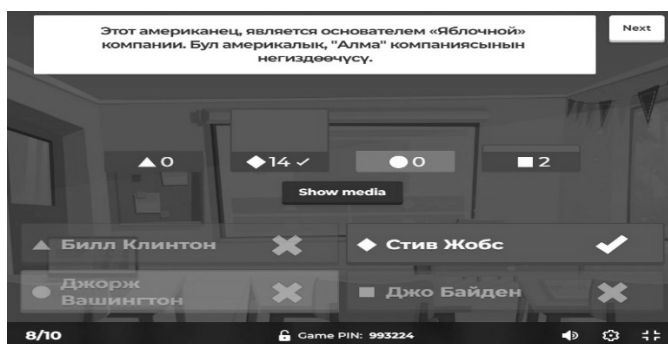 Этот американец, является основателем «Яблочной»
компании. Бул америкалык, "Алма" компаниясынын
негиздөөчүсү.
Next
0
14
0
2
Show media
Билл Клинтон
Стив Жобс
Джорж
Вашингтон
Джо Байден
8/10
Game PIN: 993224